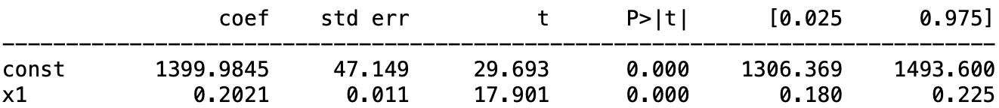 coef std err t P>|t| [0.025 0.975]
------------------------------------------------------------------------------
const 1399.9845 47.149 29.693 0.000 1306.369 1493.600
x1 0.2021 0.011 17.901 0.000 0.180 0.225